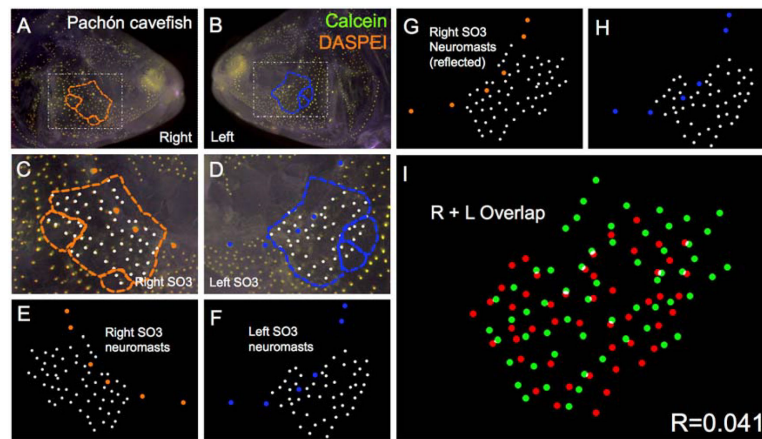 A
Pachón cavefish
Right
B
Calcein
DASPEI
Left
C
Right SO3
D
Left SO3
E
Right SO3
neuromasts
F
Left SO3
neuromasts
G
Right SO3
Neuromasts
(reflected)
H
I
R + L Overlap
R=0.041